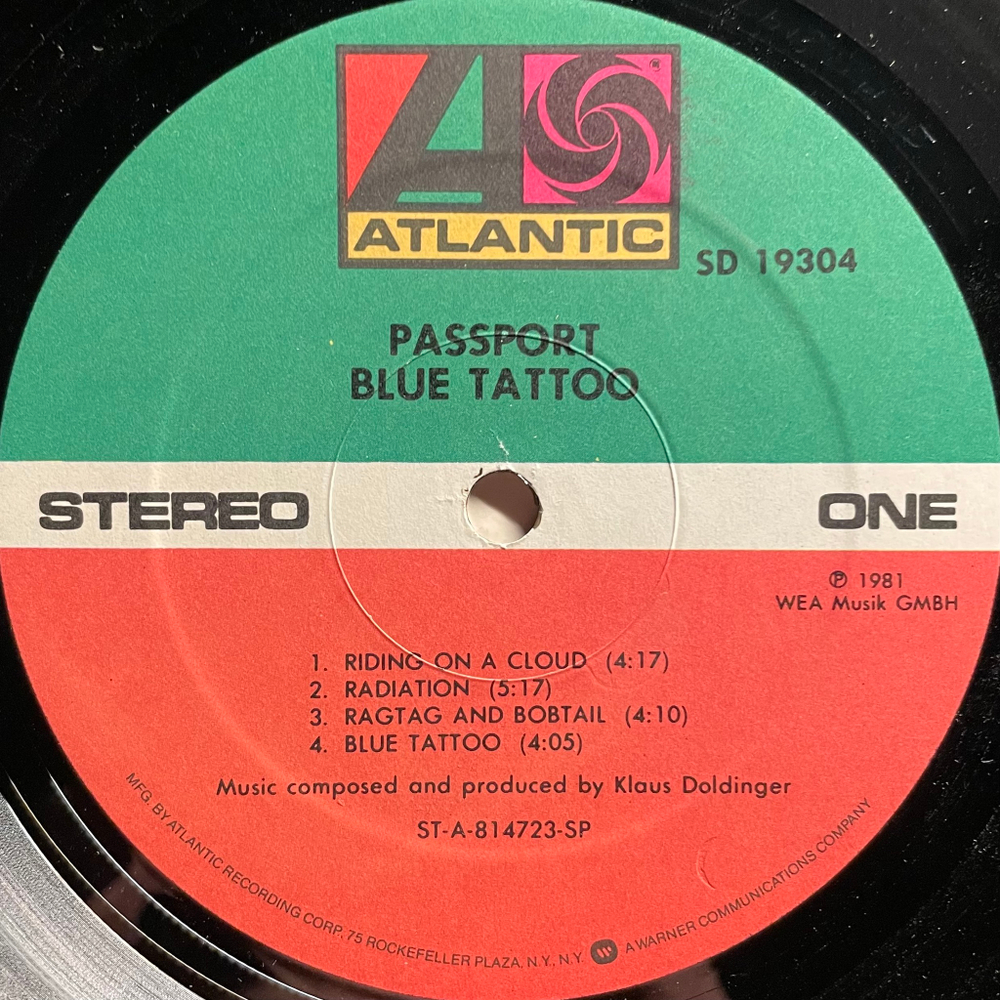 ATLANTIC
SD 19304
PASSPORT
BLUE TATTOO
STEREO
ONE
℗ 1981
WEA Musik GMBH
1. RIDING ON A CLOUD (4:17)
2. RADIATION (5:17)
3. RAGTAG AND BOBTAIL (4:10)
4. BLUE TATTOO (4:05)
Music composed and produced by Klaus Doldinger
ST-A-814723-SP
MFG. BY ATLANTIC RECORDING CORP. 75 ROCKEFELLER PLAZA, N.Y., N.Y. A WARNER COMMUNICATIONS COMPANY